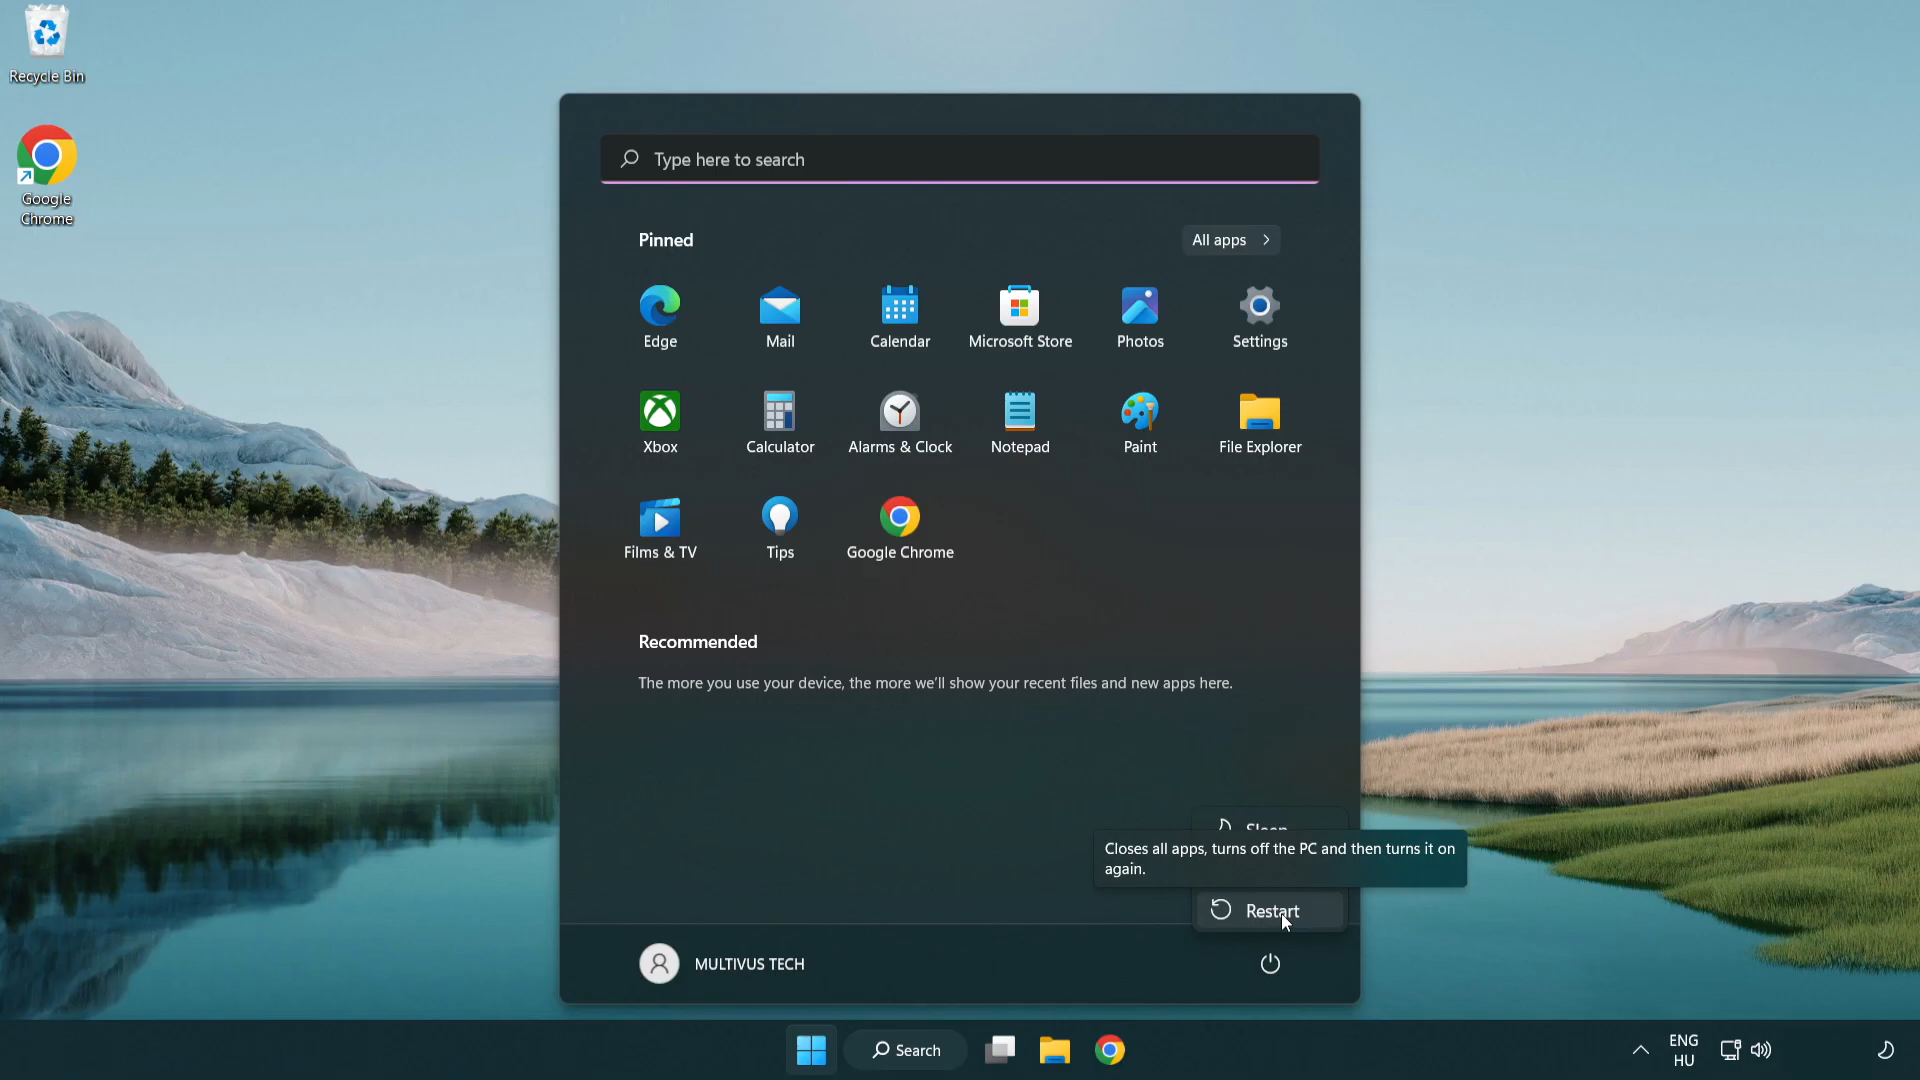 Recycle Bin
Google
Chrome
Type here to search
Pinned
All apps
Edge
Mail
Calendar
Microsoft Store
Photos
Settings
Xbox
Calculator
Alarms & Clock
Notepad
Paint
File Explorer
Films & TV
Tips
Google Chrome
Recommended
The more you use your device, the more we'll show your recent files and new apps here.
Sleep
Closes all apps, turns off the PC and then turns it on
again.
Restart
MULTIVUS TECH
Search
ENG
HU